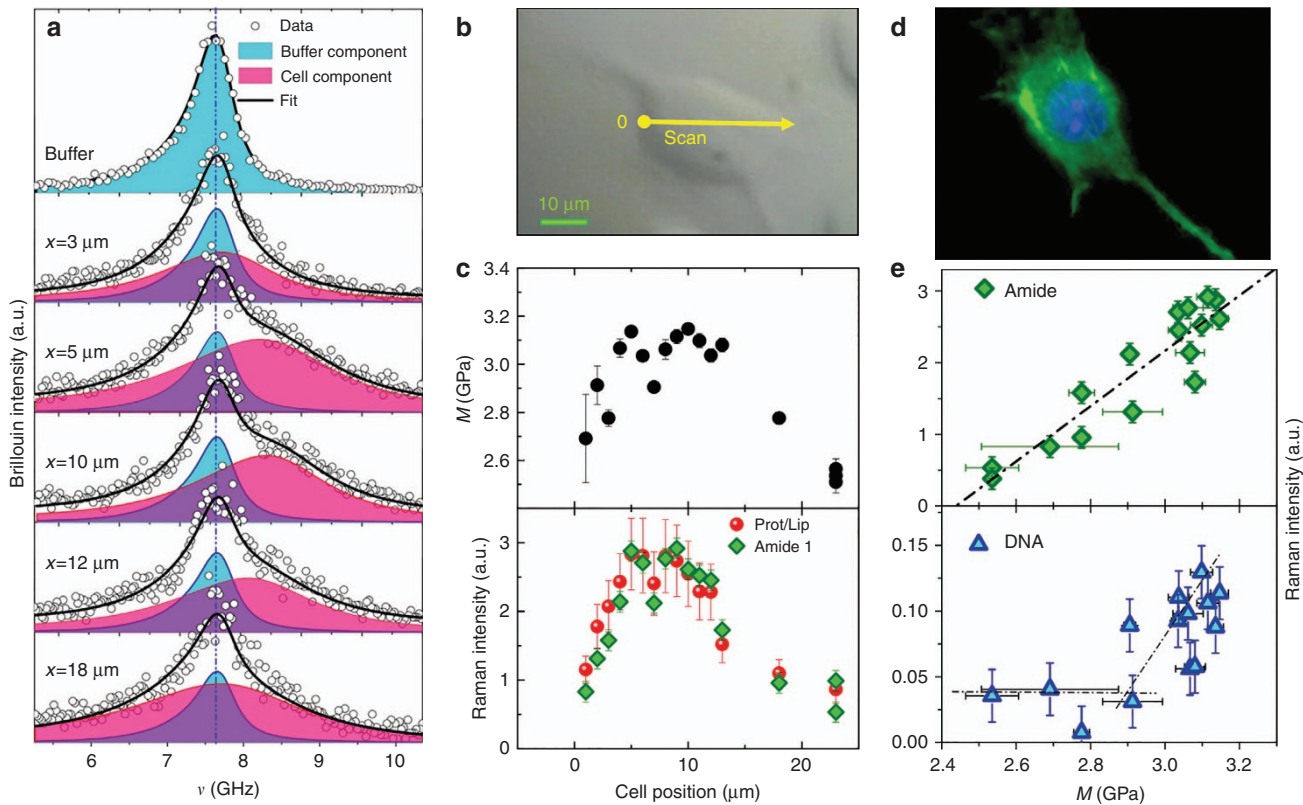 a
Data
Buffer component
Cell component
Fit
Buffer
x=3 μm
x=5 μm
x=10 μm
x=12 μm
x=18 μm
Brillouin intensity (a.u.)
6 7 8 9 10
ν (GHz)
b
0
Scan
10 μm
c
3.4
3.2
3.0
2.8
2.6
M (GPa)
Prot/Lip
Amide 1
3
2
1
0
Raman intensity (a.u.)
0 10 20
Cell position (μm)
d
e
Amide
3
2
1
0
DNA
0.15
0.10
0.05
0.00
Raman intensity (a.u.)
2.4 2.6 2.8 3.0 3.2
M (GPa)